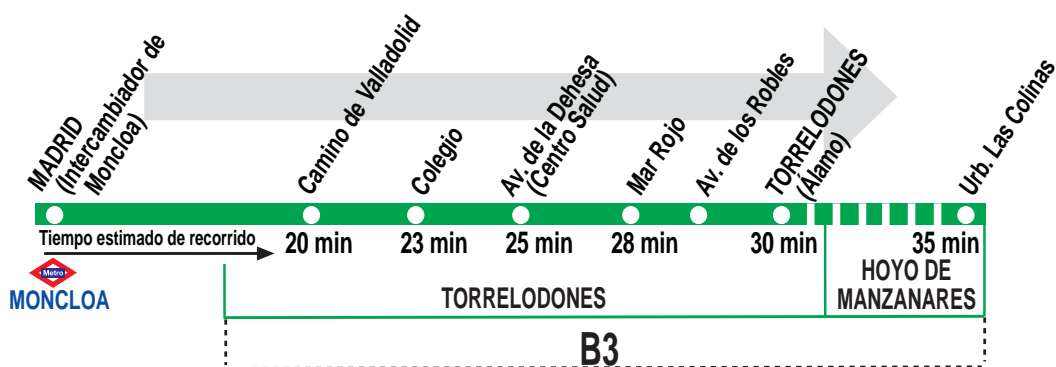 MADRID
(Intercambiador de
Moncloa)
Camino de Valladolid
Colegio
Av. de la Dehesa
(Centro Salud)
Mar Rojo
Av. de los Robles
TORRELODONES
(Álamo)
Urb. Las Colinas
Tiempo estimado de recorrido
20 min
23 min
25 min
28 min
30 min
35 min
Metro
MONCLOA
TORRELODONES
HOYO DE
MANZANARES
B3